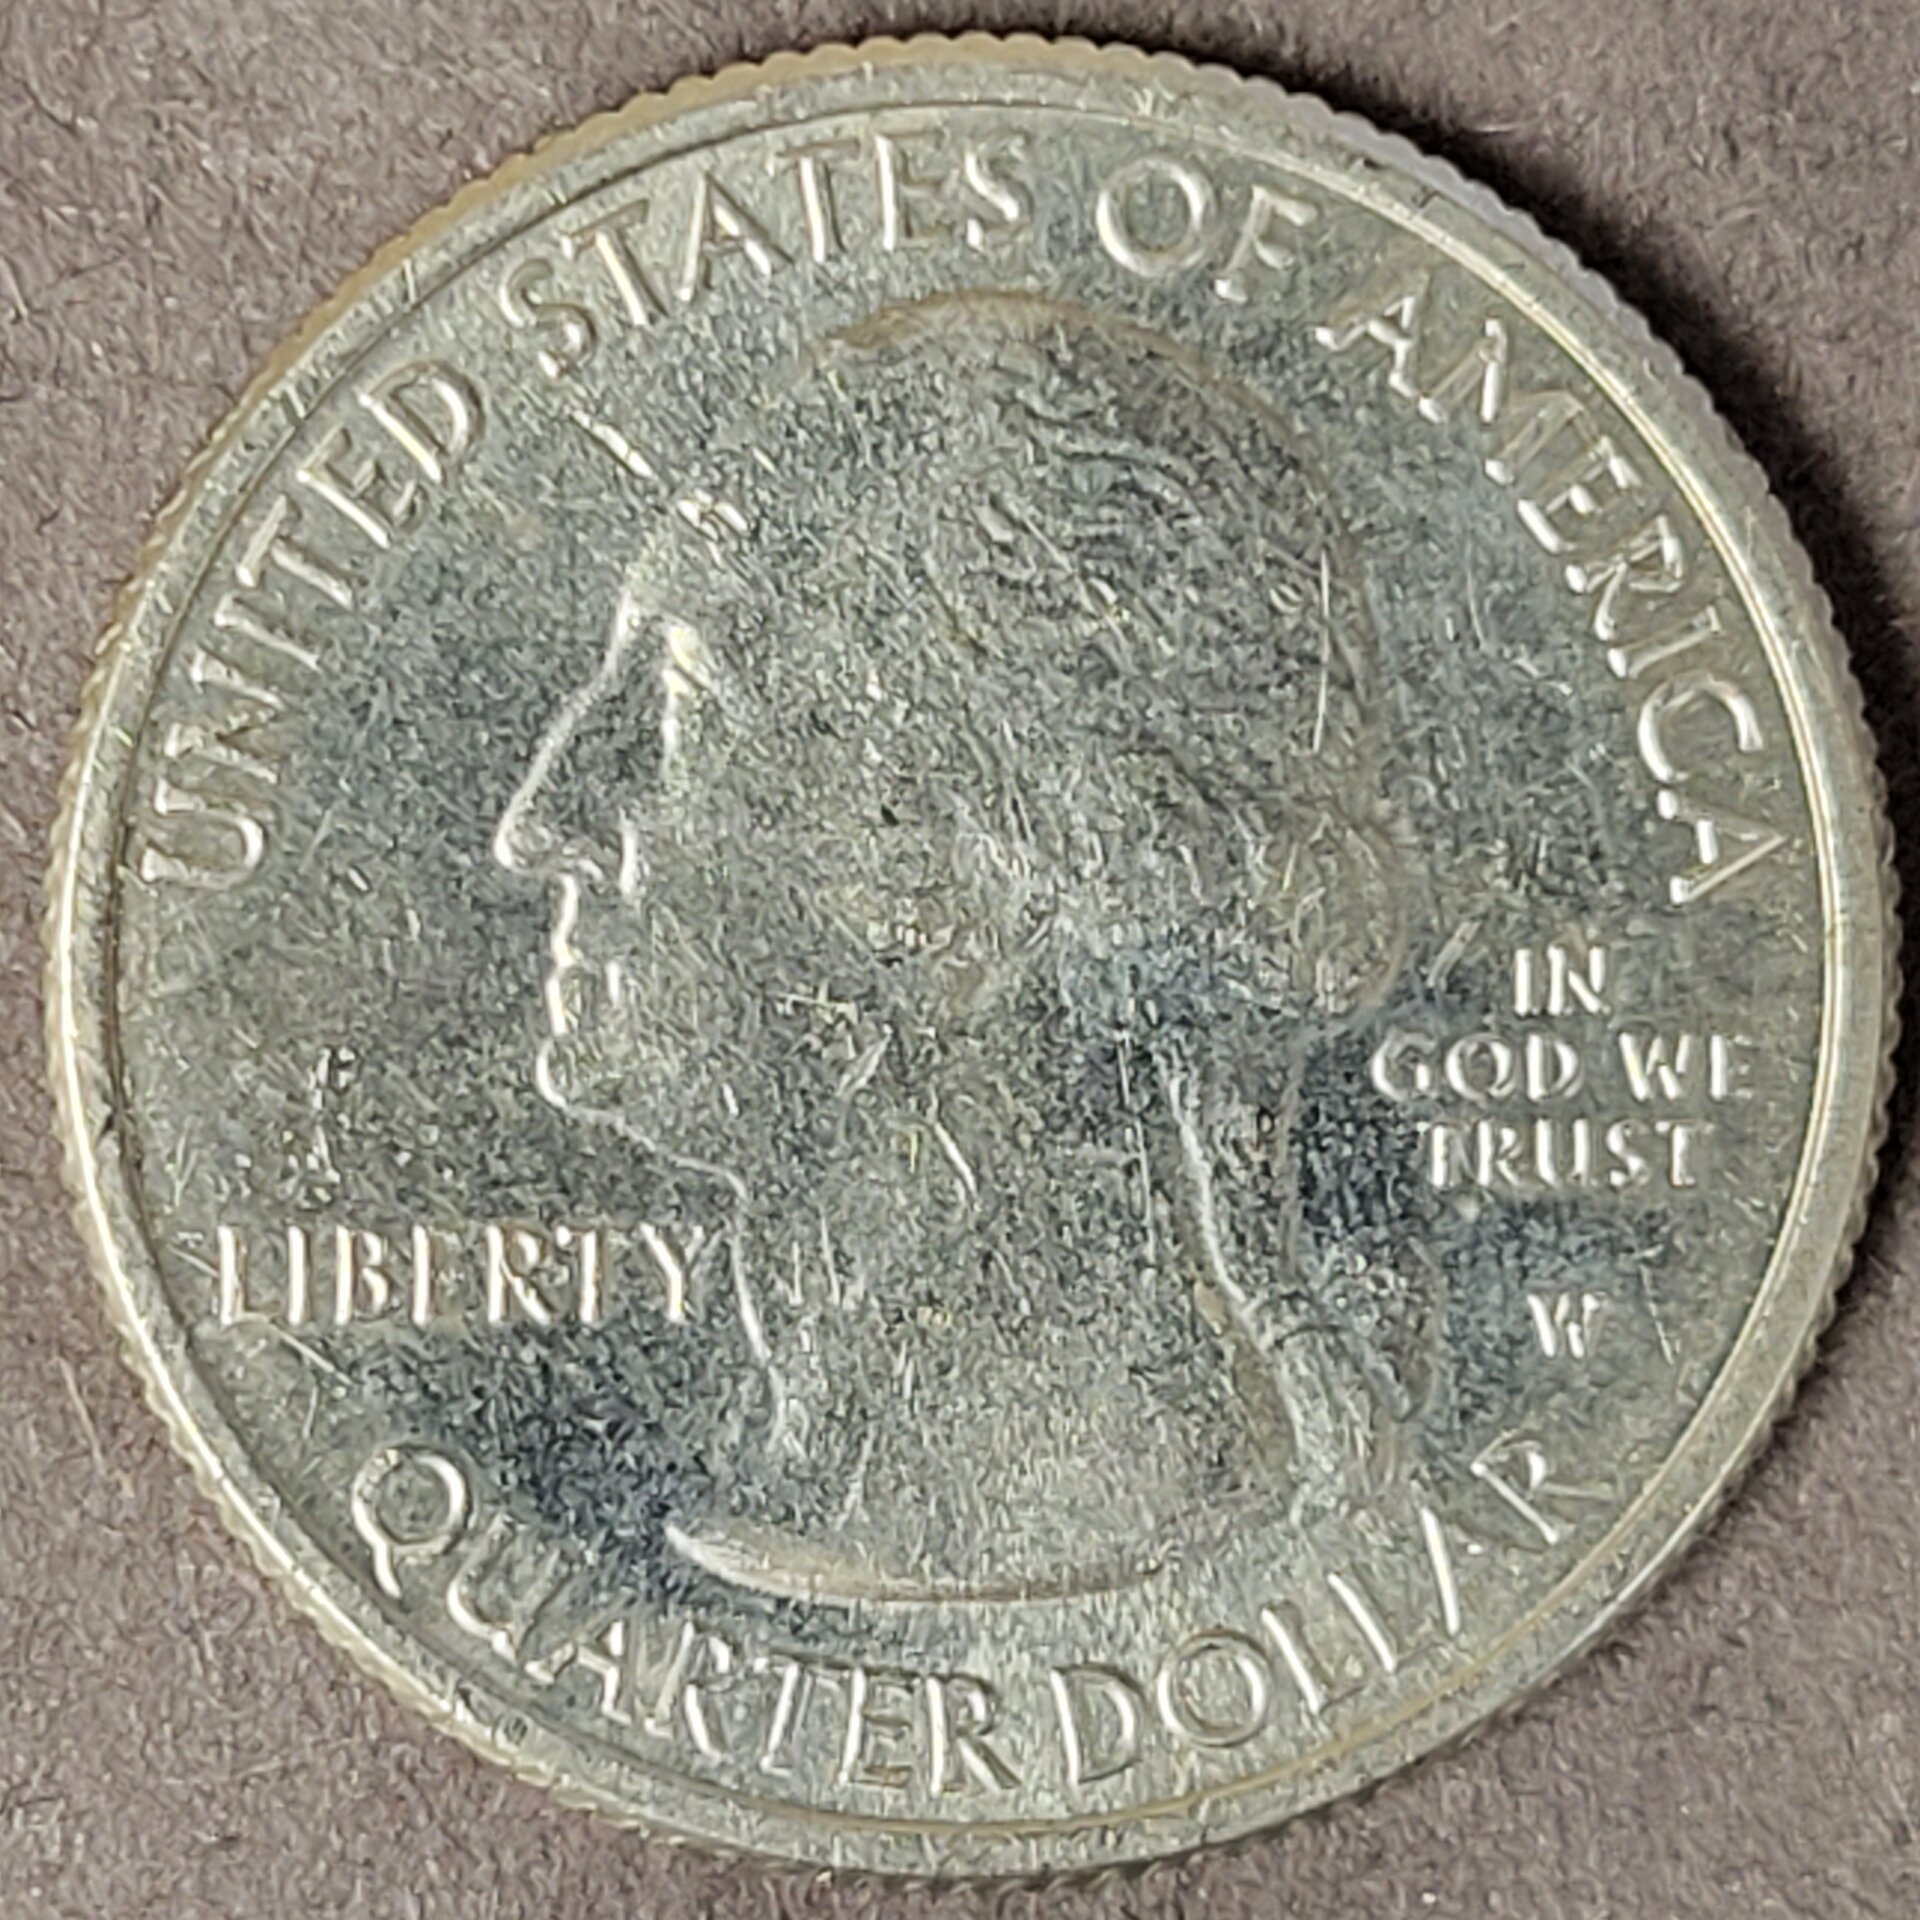 UNITED STATES OF AMERICA
IN
GOD WE
TRUST
LIBERTY
W
QUARTER DOLLAR